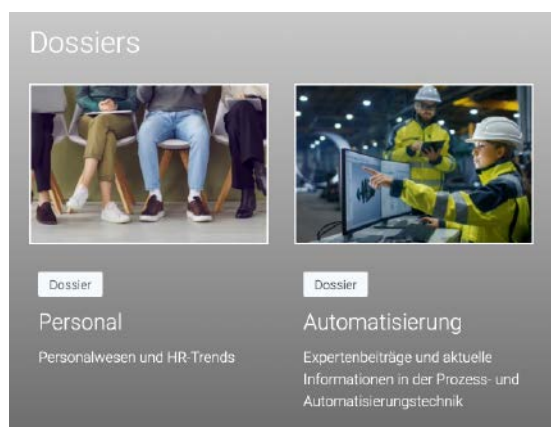 Dossiers
Dossier
Personal
Personalwesen und HR-Trends
Dossier
Automatisierung
Expertenbeiträge und aktuelle
Informationen in der Prozess- und
Automatisierungstechnik